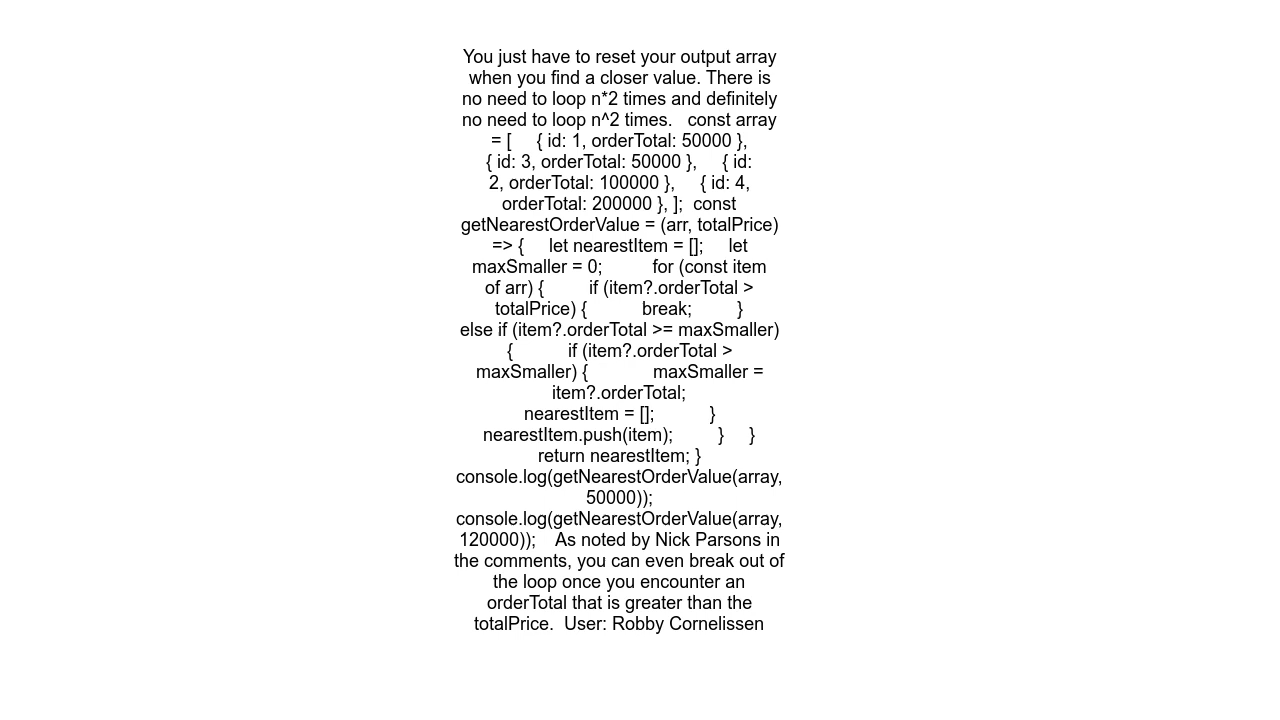 You just have to reset your output array
when you find a closer value. There is
no need to loop n*2 times and definitely
no need to loop n^2 times.   const array
= [     { id: 1, orderTotal: 50000 },
{ id: 3, orderTotal: 50000 },     { id:
2, orderTotal: 100000 },     { id: 4,
orderTotal: 200000 }, ];  const
getNearestOrderValue = (arr, totalPrice)
=> {     let nearestItem = [];     let
maxSmaller = 0;          for (const item
of arr) {         if (item?.orderTotal >
totalPrice) {           break;         }
else if (item?.orderTotal >= maxSmaller)
{           if (item?.orderTotal >
maxSmaller) {             maxSmaller =
item?.orderTotal;
nearestItem = [];           }
nearestItem.push(item);         }     }
return nearestItem; }
console.log(getNearestOrderValue(array,
50000));
console.log(getNearestOrderValue(array,
120000));    As noted by Nick Parsons in
the comments, you can even break out of
the loop once you encounter an
orderTotal that is greater than the
totalPrice.  User: Robby Cornelissen